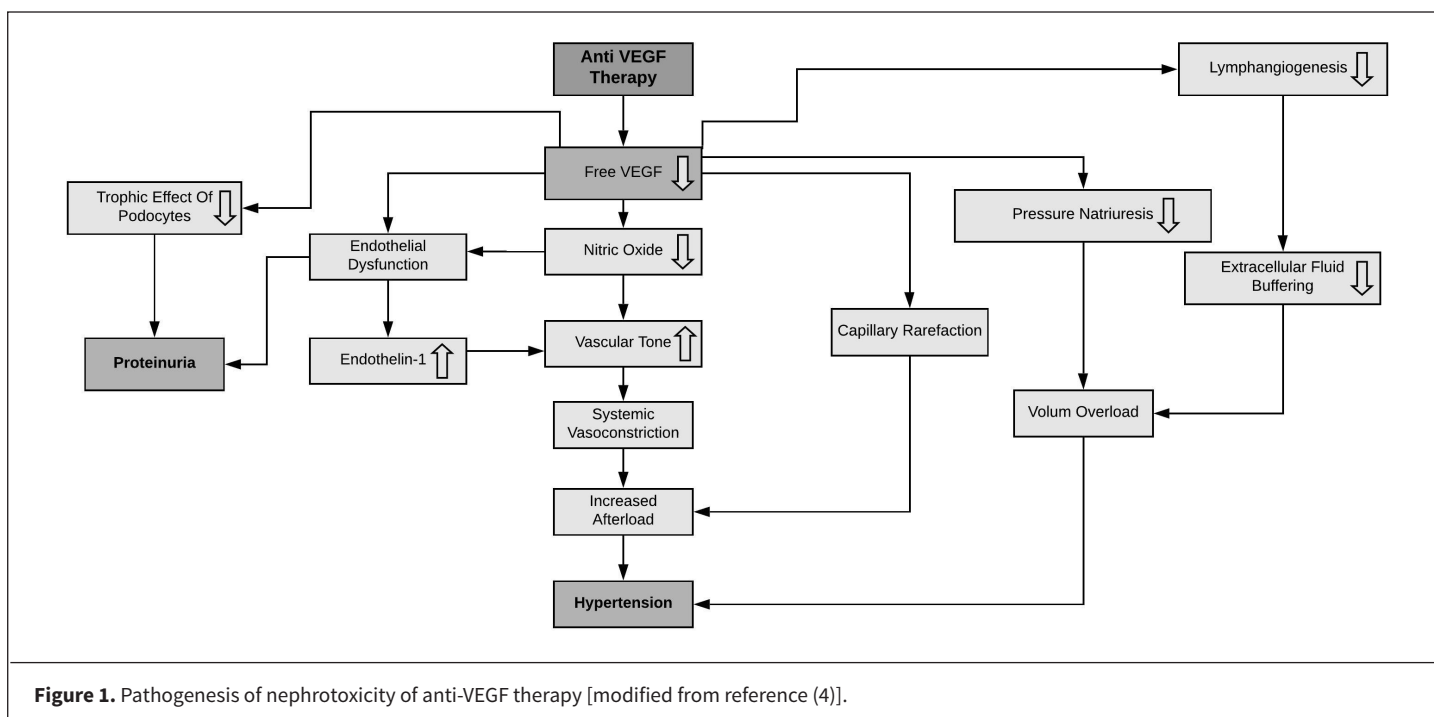 Anti VEGF
Therapy
Lymphangiogenesis
Free VEGF
Trophic Effect Of
Podocytes
Pressure Natriuresis
Endothelial
Dysfunction
Nitric Oxide
Extracellular Fluid
Buffering
Capillary Rarefaction
Proteinuria
Endothelin-1
Vascular Tone
Volum Overload
Systemic
Vasoconstriction
Increased
Afterload
Hypertension
Figure 1. Pathogenesis of nephrotoxicity of anti-VEGF therapy [modified from reference (4)].